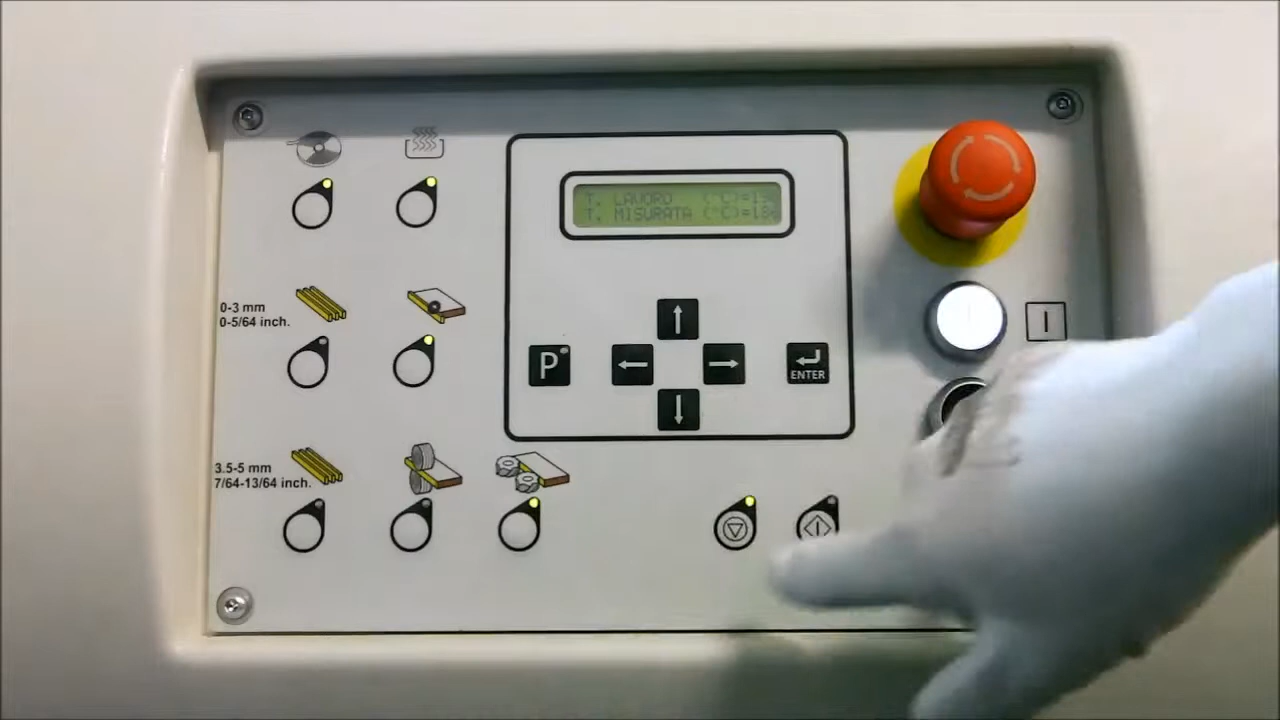 T. LAVORO (°C)=
T. MISURATA (°C)=
0-3 mm
0-5/64 inch.
P
ENTER
3.5-5 mm
7/64-13/64 inch.